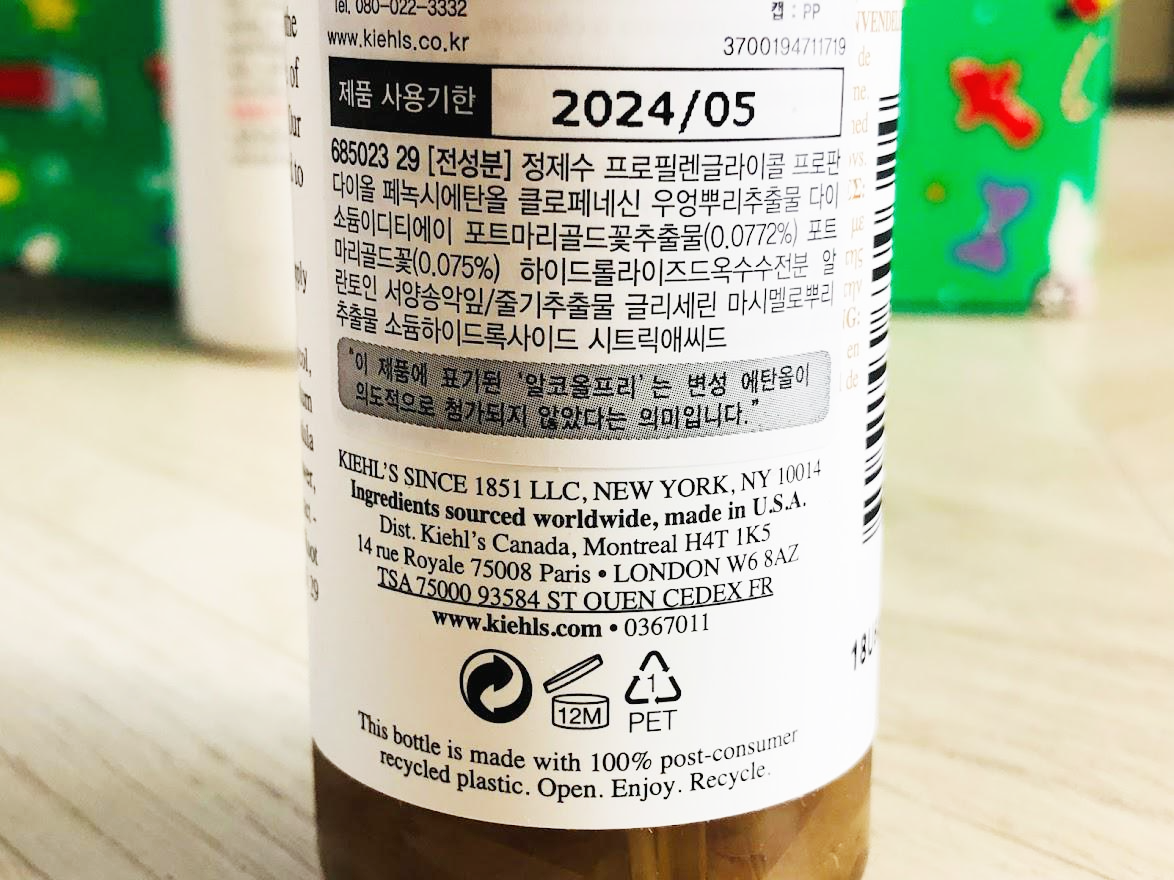 Tel. 080-022-3332
캡 : PP
www.kiehls.co.kr
3700194711719
제품 사용기한
2024/05
685023 29 [전성분] 정제수 프로필렌글라이콜 프로판
다이올 페녹시에탄올 클로페네신 우엉뿌리추출물 다이
소듐이디티에이 포트마리골드꽃추출물(0.0772%) 포트
마리골드꽃(0.075%) 하이드롤라이즈드옥수수전분 알
란토인 서양송악잎/줄기추출물 글리세린 마시멜로뿌리
추출물 소듐하이드록사이드 시트릭애씨드
"이 제품에 표기된 '알코올프리' 는 변성 에탄올이
의도적으로 첨가되지 않았다는 의미입니다."
KIEHL'S SINCE 1851 LLC, NEW YORK, NY 10014
Ingredients sourced worldwide, made in U.S.A.
Dist. Kiehl's Canada, Montreal H4T 1K5
14 rue Royale 75008 Paris • LONDON W6 8AZ
TSA 75000 93584 ST OUEN CEDEX FR
www.kiehls.com • 0367011
12M
1
PET
This bottle is made with 100% post-consumer
recycled plastic. Open. Enjoy. Recycle.
the
of
to
de
en
de